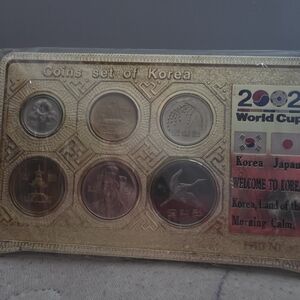 Coins set of Korea
2002
World Cup
Korea Japan
WELCOME TO KOREA
Korea, Land of the
Morning Calm,